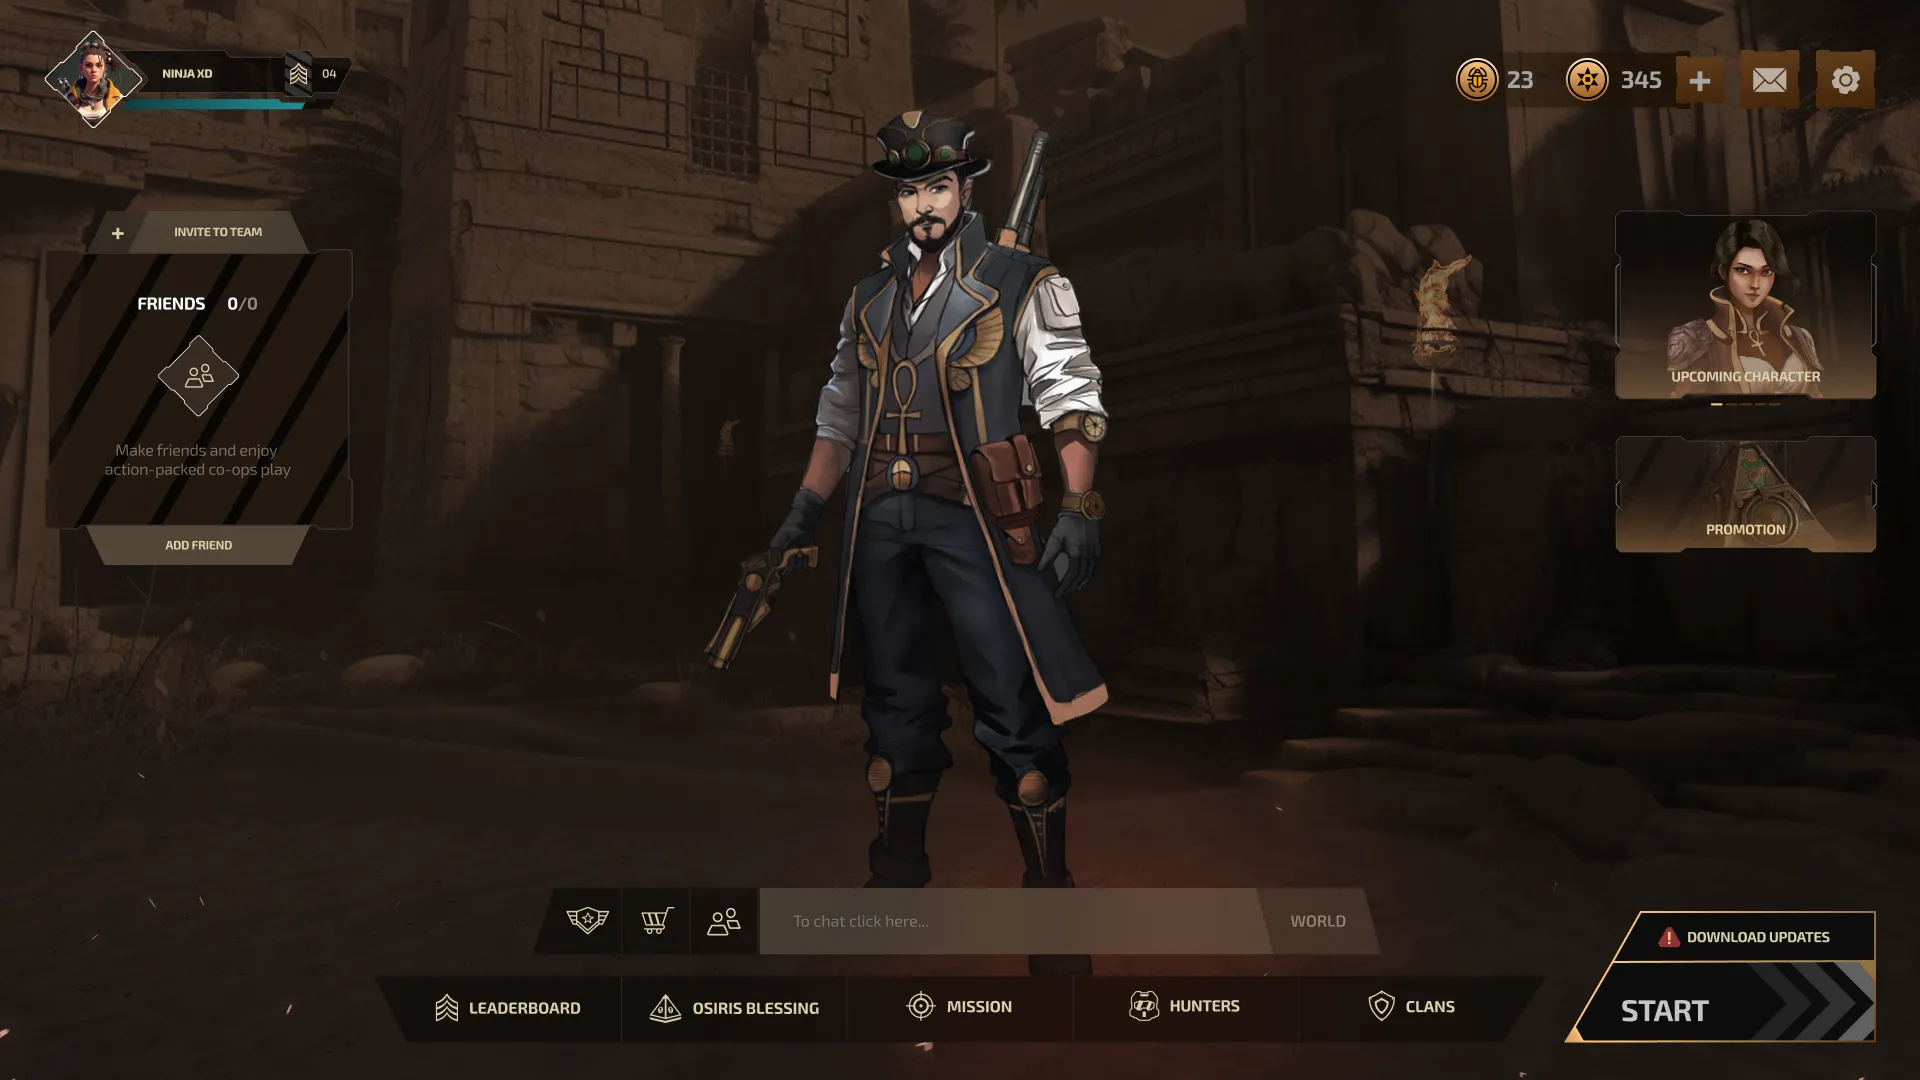 NINJA XD
04
23
345
INVITE TO TEAM
FRIENDS 0/0
Make friends and enjoy
action-packed co-ops play
ADD FRIEND
UPCOMING CHARACTER
PROMOTION
To chat click here...
WORLD
DOWNLOAD UPDATES
START
LEADERBOARD
OSIRIS BLESSING
MISSION
HUNTERS
CLANS